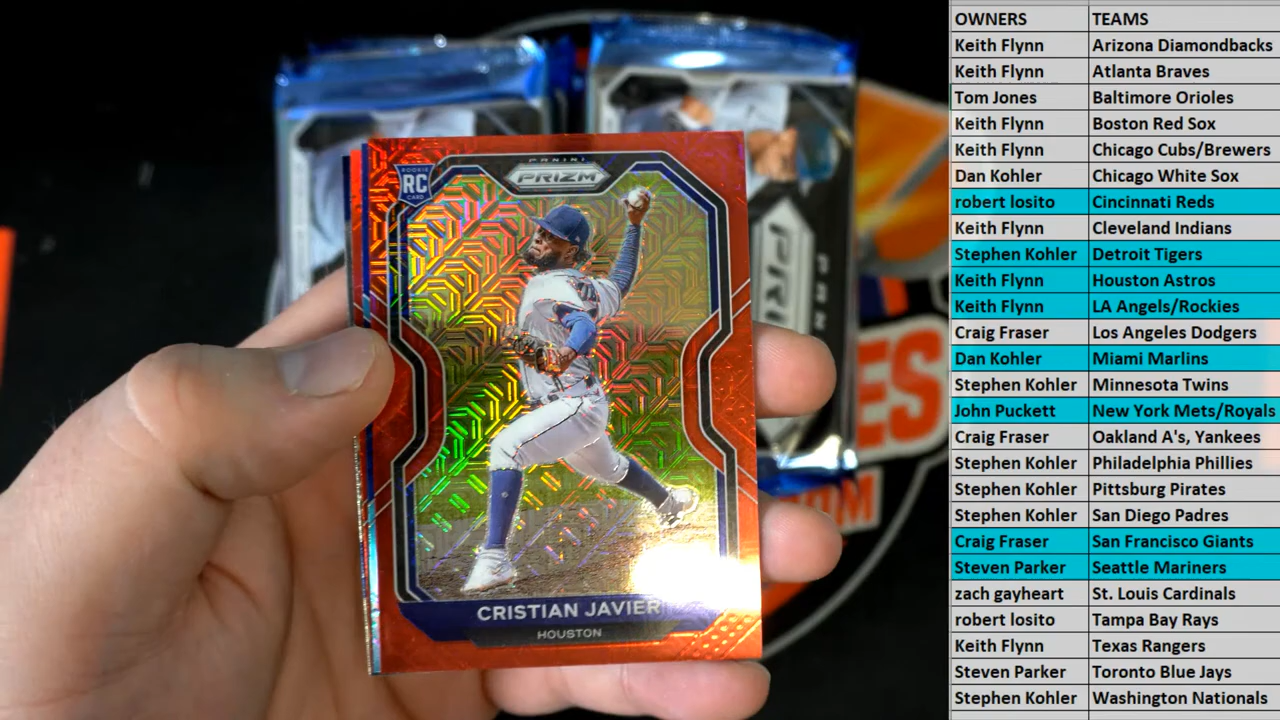 PANINI
PRIZM
ROOKIE
RC
CARD
CRISTIAN JAVIER
HOUSTON
ES
OM
OWNERS TEAMS
Keith Flynn Arizona Diamondbacks
Keith Flynn Atlanta Braves
Tom Jones Baltimore Orioles
Keith Flynn Boston Red Sox
Keith Flynn Chicago Cubs/Brewers
Dan Kohler Chicago White Sox
robert losito Cincinnati Reds
Keith Flynn Cleveland Indians
Stephen Kohler Detroit Tigers
Keith Flynn Houston Astros
Keith Flynn LA Angels/Rockies
Craig Fraser Los Angeles Dodgers
Dan Kohler Miami Marlins
Stephen Kohler Minnesota Twins
John Puckett New York Mets/Royals
Craig Fraser Oakland A's, Yankees
Stephen Kohler Philadelphia Phillies
Stephen Kohler Pittsburg Pirates
Stephen Kohler San Diego Padres
Craig Fraser San Francisco Giants
Steven Parker Seattle Mariners
zach gayheart St. Louis Cardinals
robert losito Tampa Bay Rays
Keith Flynn Texas Rangers
Steven Parker Toronto Blue Jays
Stephen Kohler Washington Nationals